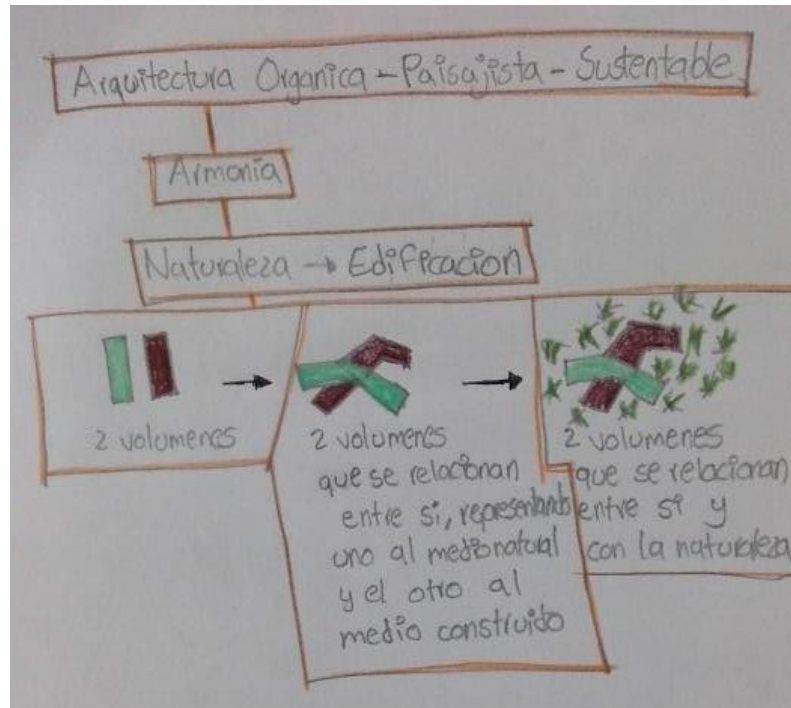 Arquitectura Organica - Paisajista - Sustentable
Armonía
Naturaleza → Edificacion
2 volumenes
2 volumenes
que se relacionan
entre si, representando
uno al medio natural
y el otro al
medio construido
2 volumenes
que se relacionan
entre si y
con la naturaleza